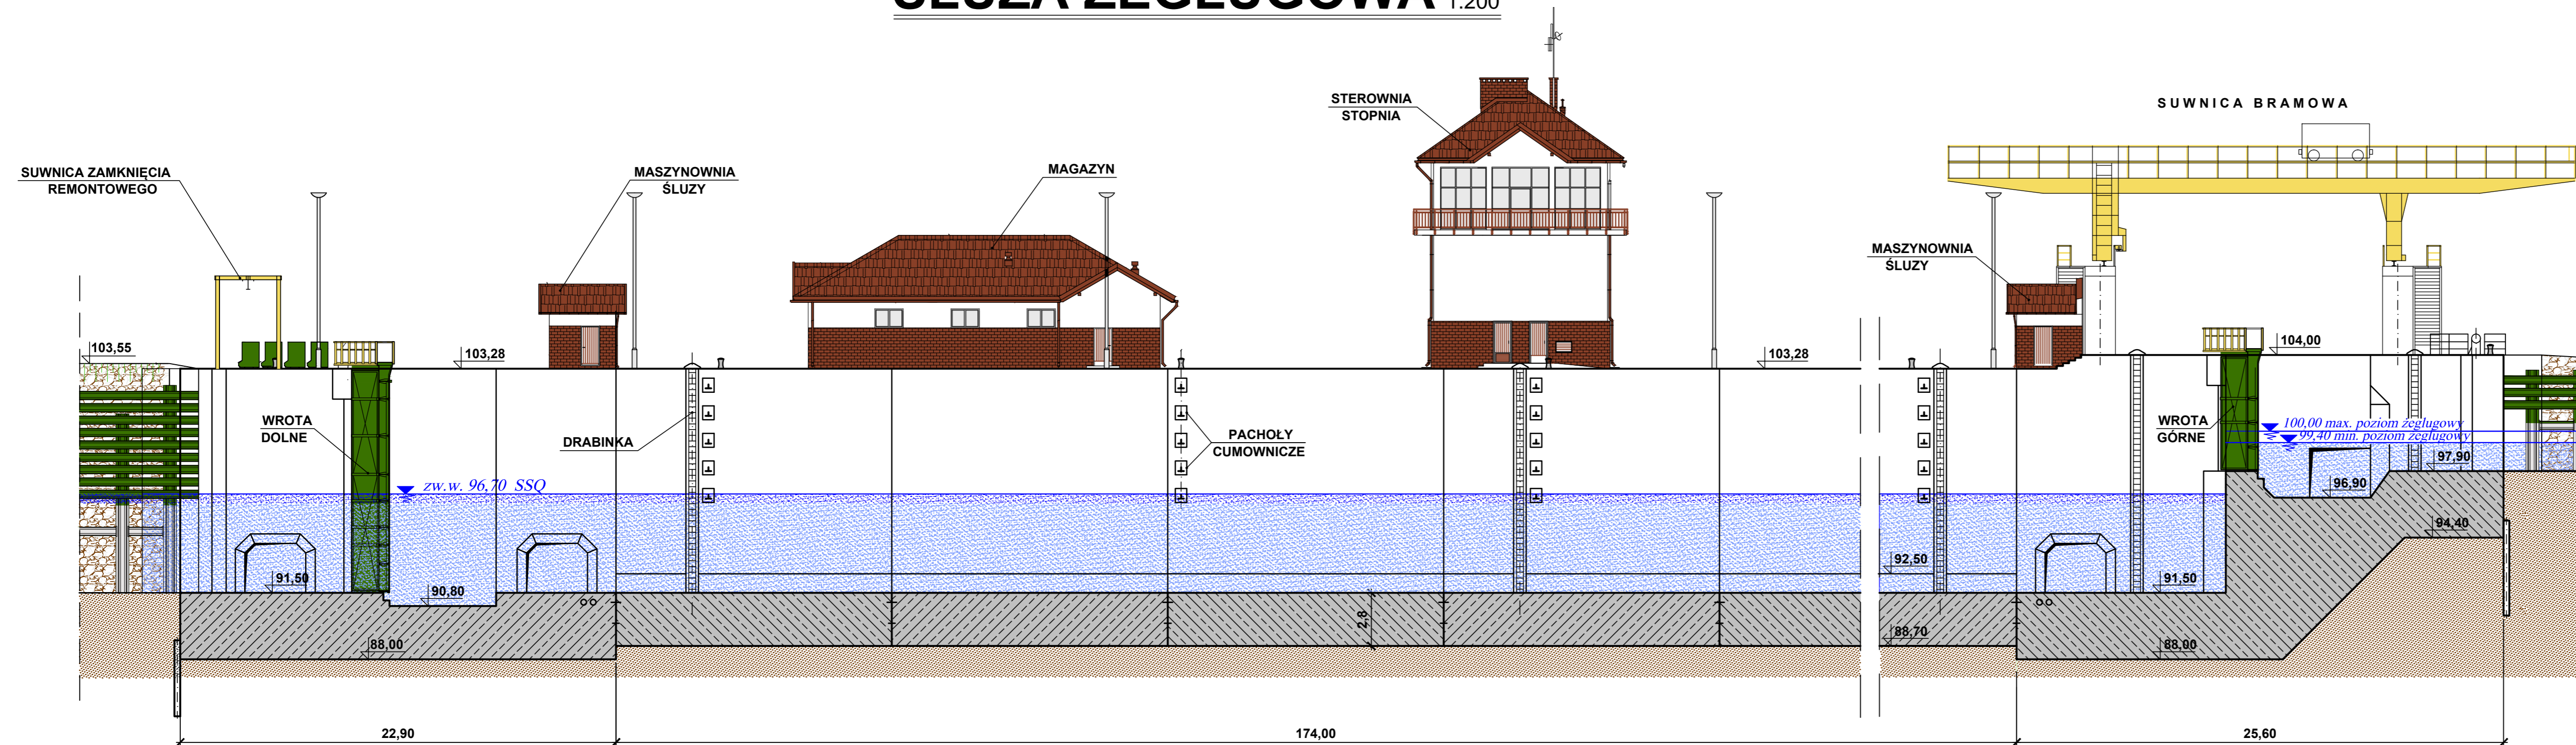 ŚLUZA ŻEGLUGOWA 1:200
SUWNICA BRAMOWA
STEROWNIA
STOPNIA
SUWNICA ZAMKNIĘCIA
REMONTOWEGO
MASZYNOWNIA
ŚLUZY
MAGAZYN
MASZYNOWNIA
ŚLUZY
103,55
103,28
103,28
104,00
WROTA
DOLNE
DRABINKA
PACHOŁY
CUMOWNICZE
WROTA
GÓRNE
100,00 max. poziom żeglugowy
99,40 min. poziom żeglugowy
97,90
zw.w. 96,70 SSQ
96,90
94,40
92,50
91,50
91,50
90,80
2,8
88,70
88,00
88,00
22,90
174,00
25,60